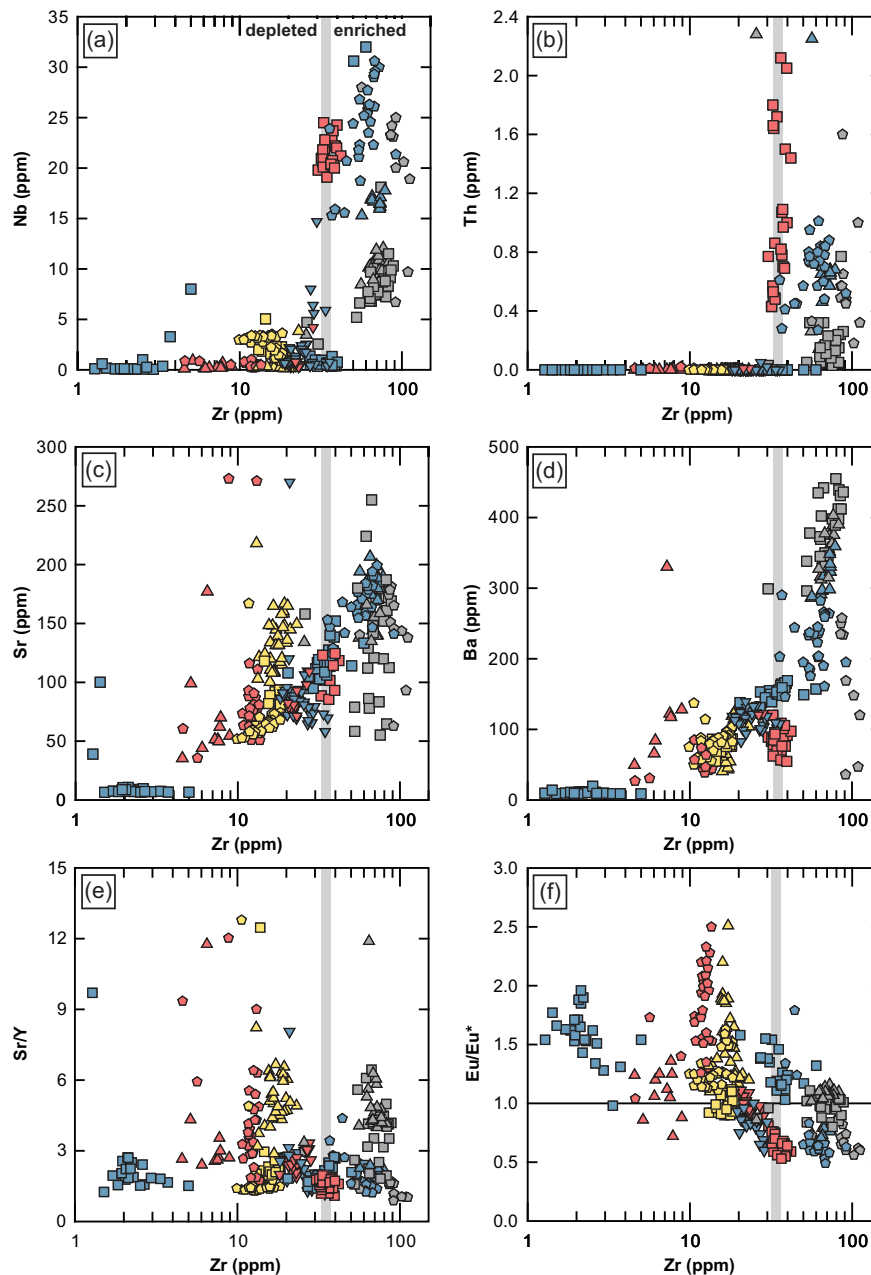 (a)
depleted
enriched
35
30
25
20
15
10
5
0
1
10
100
Nb (ppm)
Zr (ppm)
(b)
2.4
2.0
1.6
1.2
0.8
0.4
0.0
1
10
100
Th (ppm)
Zr (ppm)
(c)
300
250
200
150
100
50
0
1
10
100
Sr (ppm)
Zr (ppm)
(d)
500
400
300
200
100
0
1
10
100
Ba (ppm)
Zr (ppm)
(e)
15
12
9
6
3
0
1
10
100
Sr/Y
Zr (ppm)
(f)
3.0
2.5
2.0
1.5
1.0
0.5
0.0
1
10
100
Eu/Eu*
Zr (ppm)